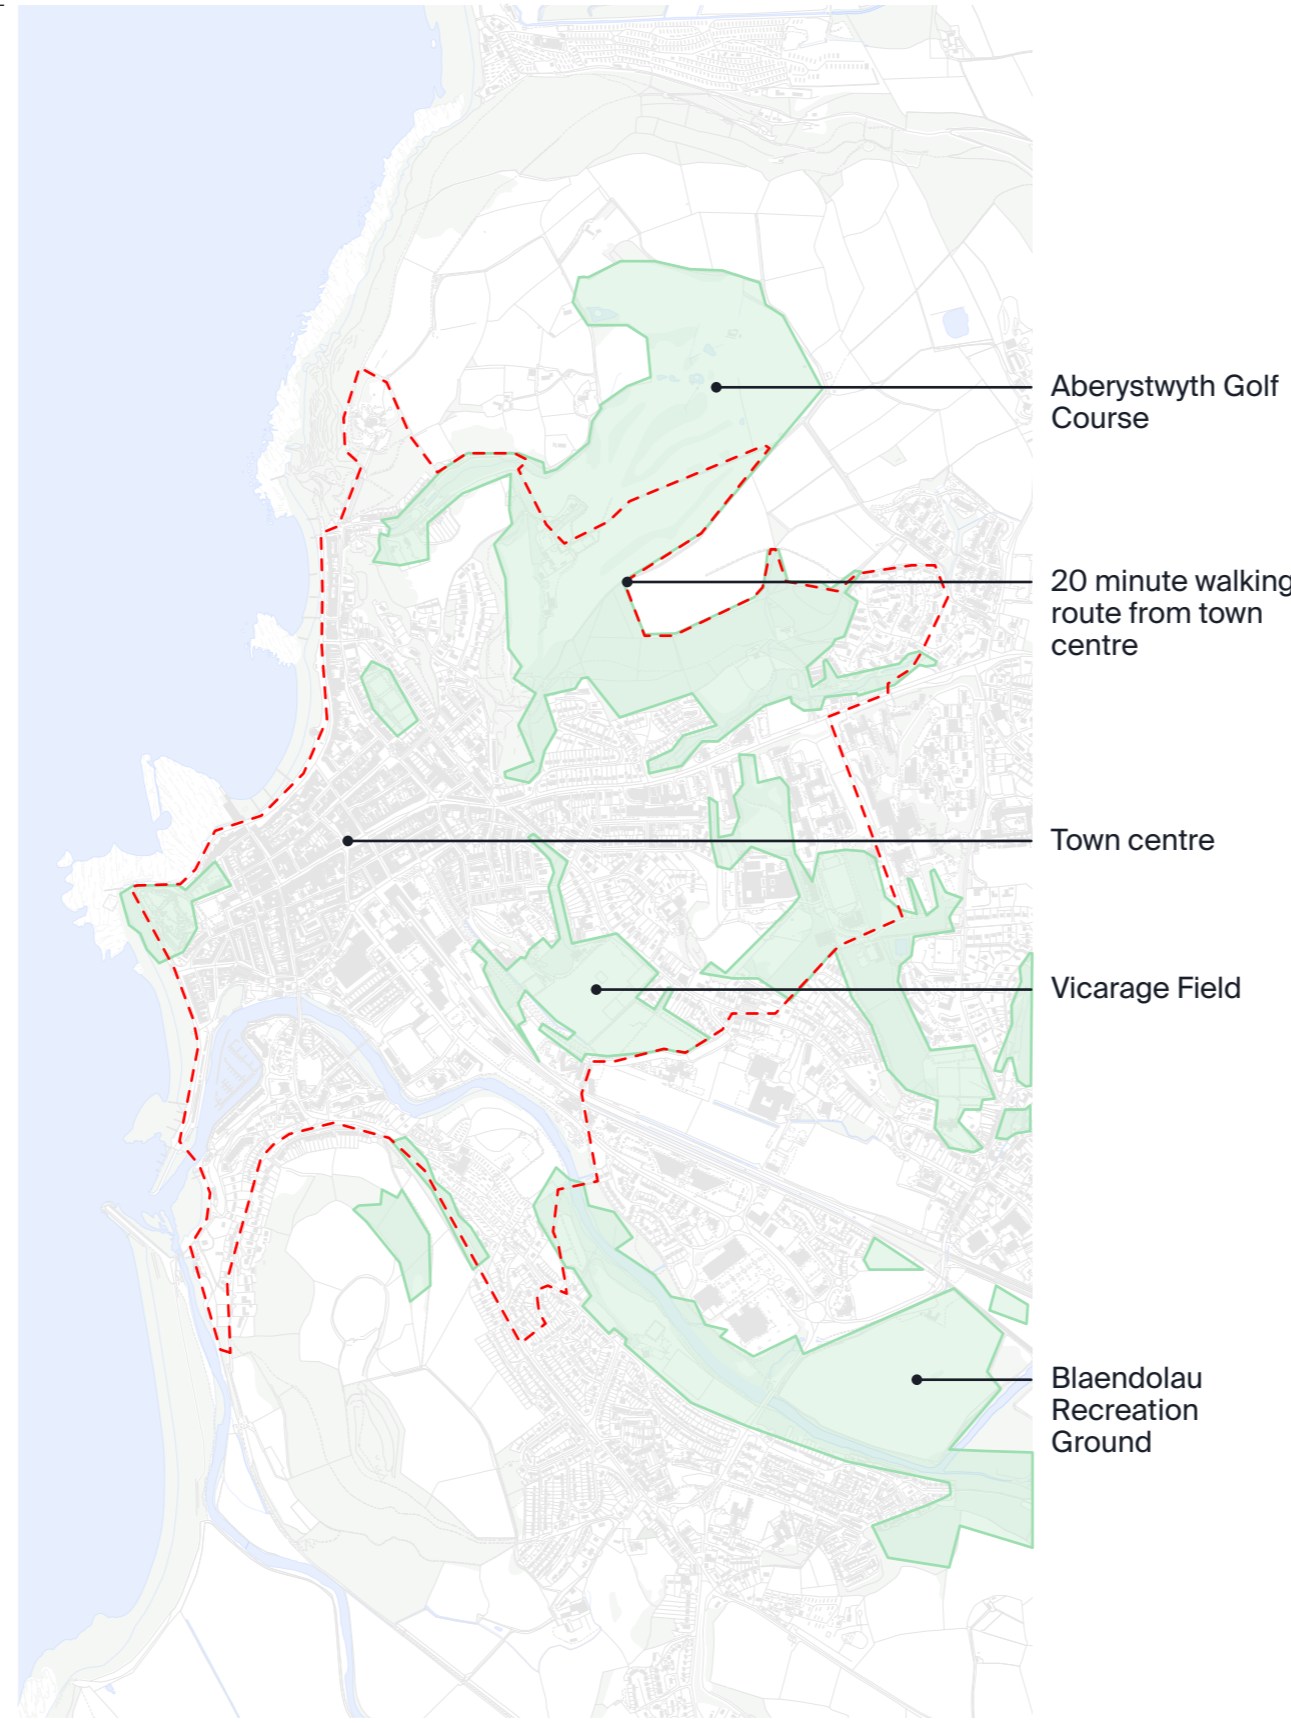 Aberystwyth Golf
Course
20 minute walking
route from town
centre
Town centre
Vicarage Field
Blaendolau
Recreation
Ground